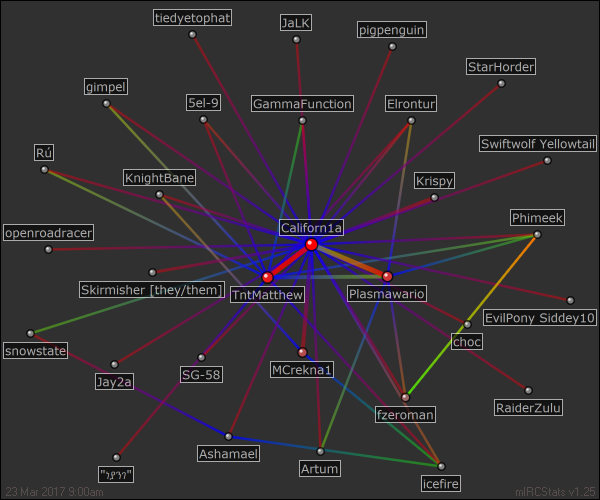 tiedyetophat
JaLK
pigpenguin
StarHorder
gimpel
5el-9
GammaFunction
Elrontur
Swiftwolf Yellowtail
Rú
KnightBane
Krispy
Phimeek
openroadracer
Californ1a
Skirmisher [they/them]
TntMatthew
Plasmawario
EvilPony Siddey10
snowstate
choc
Jay2a
SG-58
MCrekna1
RaiderZulu
fzeroman
Ashamael
Artum
icefire
23 Mar 2017 9:00am
mIRCStats v1.25